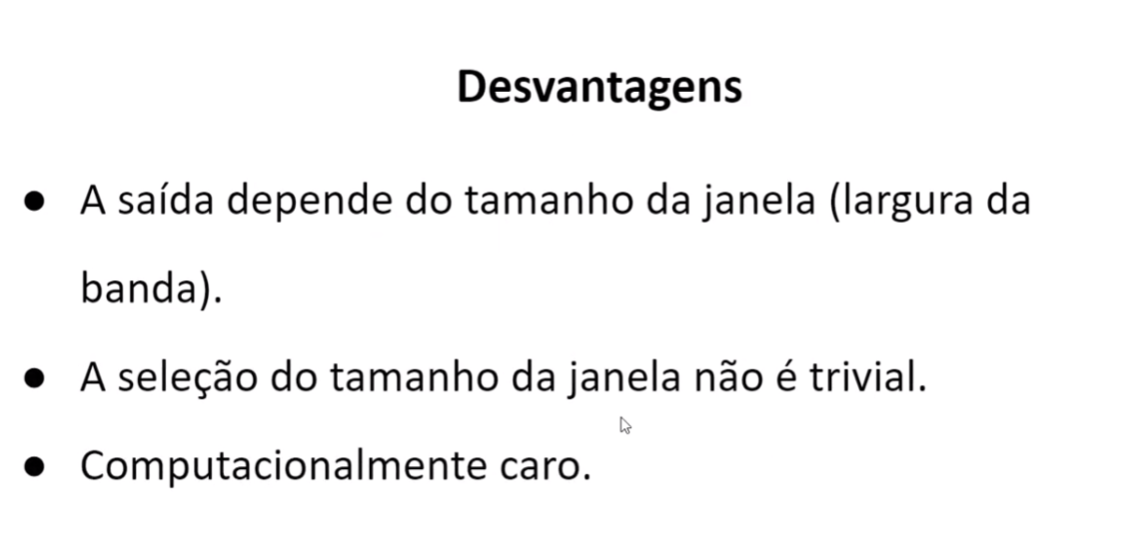 Desvantagens
● A saída depende do tamanho da janela (largura da
banda).
● A seleção do tamanho da janela não é trivial.
● Computacionalmente caro.